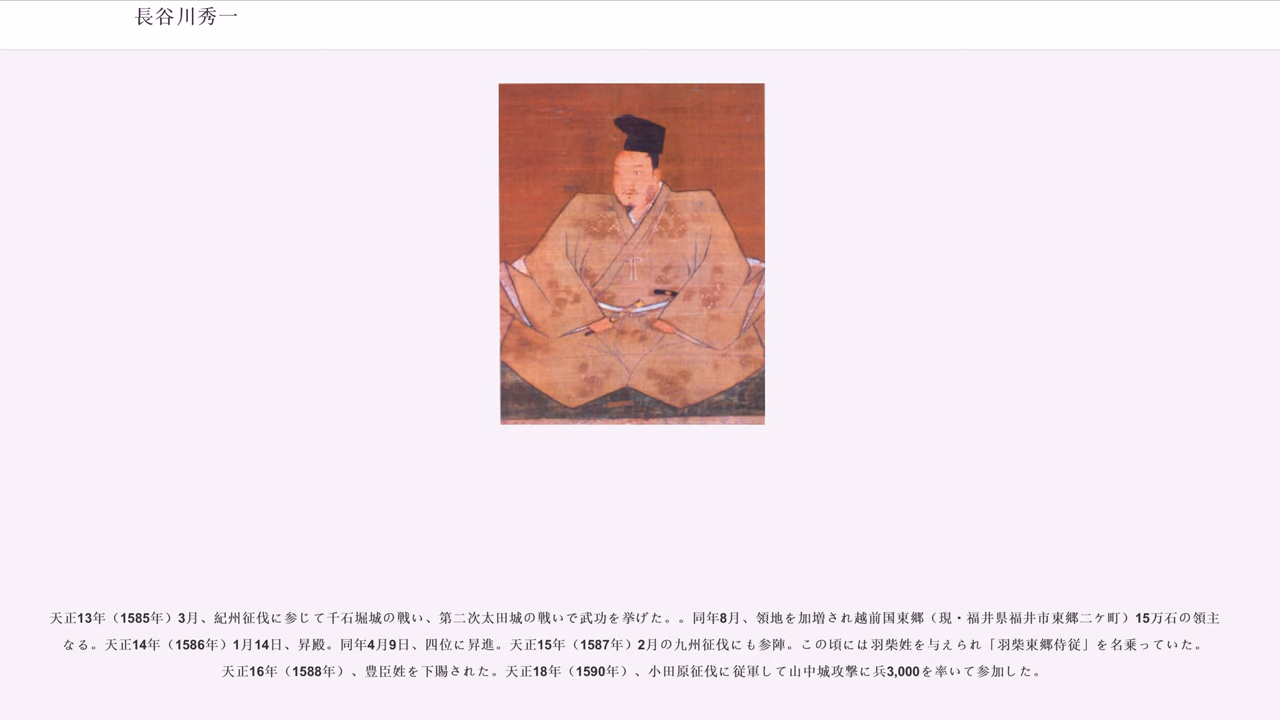 長谷川秀一
天正13年（1585年）3月、紀州征伐に参じて千石堀城の戦い、第二次太田城の戦いで武功を挙げた。。同年8月、領地を加増され越前国東郷（現・福井県福井市東郷二ケ町）15万石の領主
なる。天正14年（1586年）1月14日、昇殿。同年4月9日、四位に昇進。天正15年（1587年）2月の九州征伐にも参陣。この頃には羽柴姓を与えられ「羽柴東郷侍従」を名乗っていた。
天正16年（1588年）、豊臣姓を下賜された。天正18年（1590年）、小田原征伐に従軍して山中城攻撃に兵3,000を率いて参加した。